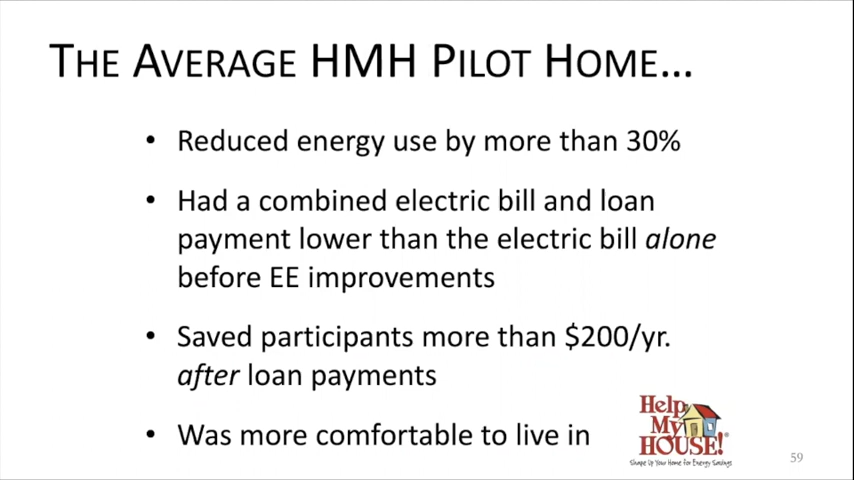 THE AVERAGE HMH PILOT HOME...
• Reduced energy use by more than 30%
• Had a combined electric bill and loan
payment lower than the electric bill alone
before EE improvements
• Saved participants more than $200/yr.
after loan payments
• Was more comfortable to live in
Help
My
HOUSE!®
Shape Up Your Home for Energy Savings
59